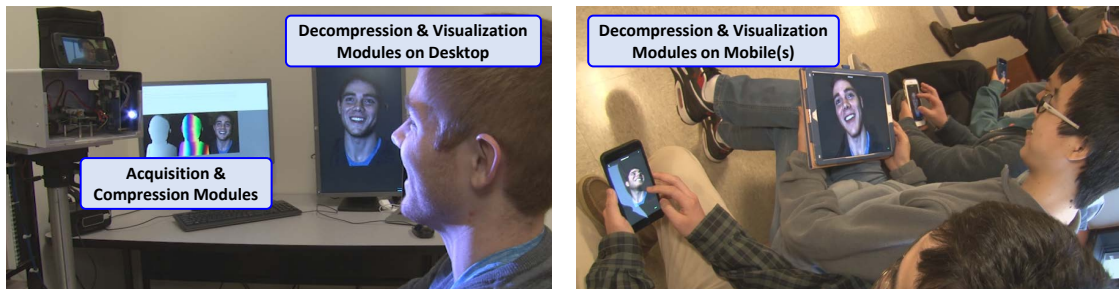 Decompression & Visualization
Modules on Desktop
Acquisition &
Compression Modules
Decompression & Visualization
Modules on Mobile(s)